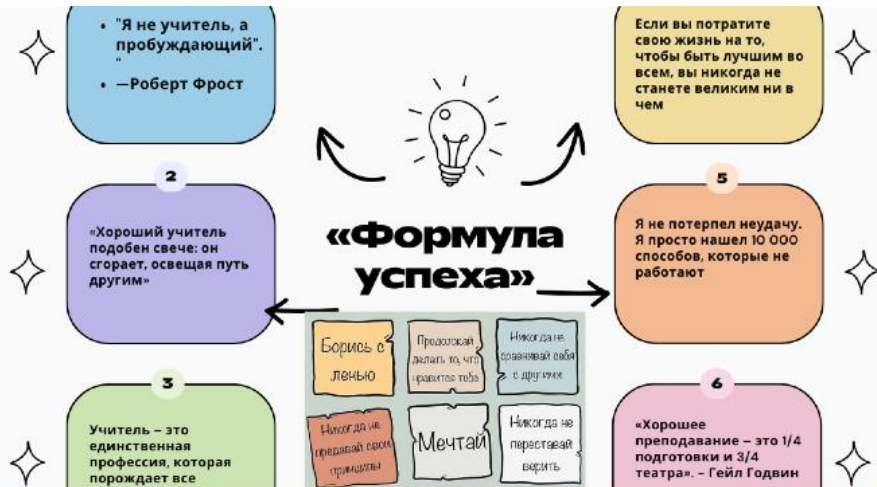 • "Я не учитель, а
пробуждающий".
"
• —Роберт Фрост
2
«Хороший учитель
подобен свече: он
сгорает, освещая путь
другим»
3
Учитель – это
единственная
профессия, которая
порождает все
«Формула
успеха»
Борись с
ленью
Продолжай
делать то, что
нравится тебе
Никогда не
сравнивай себя
с другими
Никогда не
предавай свои
принципы
Мечтай
Никогда не
переставай
верить
Если вы потратите
свою жизнь на то,
чтобы быть лучшим во
всем, вы никогда не
станете великим ни в
чем
5
Я не потерпел неудачу.
Я просто нашел 10 000
способов, которые не
работают
6
«Хорошее
преподавание – это 1/4
подготовки и 3/4
театра». – Гейл Годвин